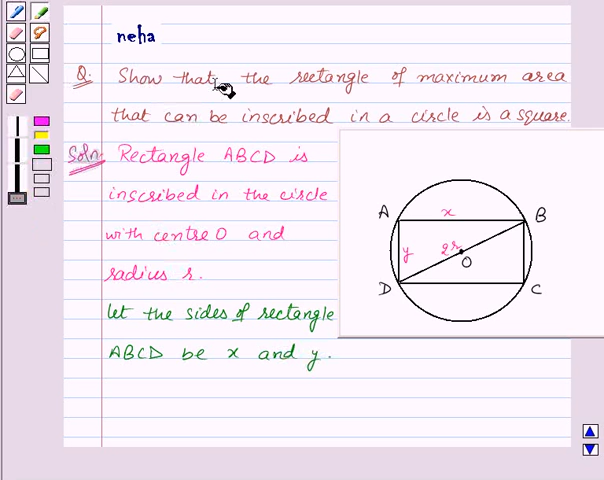 neha
Q. Show that the rectangle of maximum area
that can be inscribed in a circle is a square.
Soln. Rectangle ABCD is
inscribed in the circle
with centre O and
radius r.
let the sides of rectangle
ABCD be x and y.
A x B
y 2r
O
D C